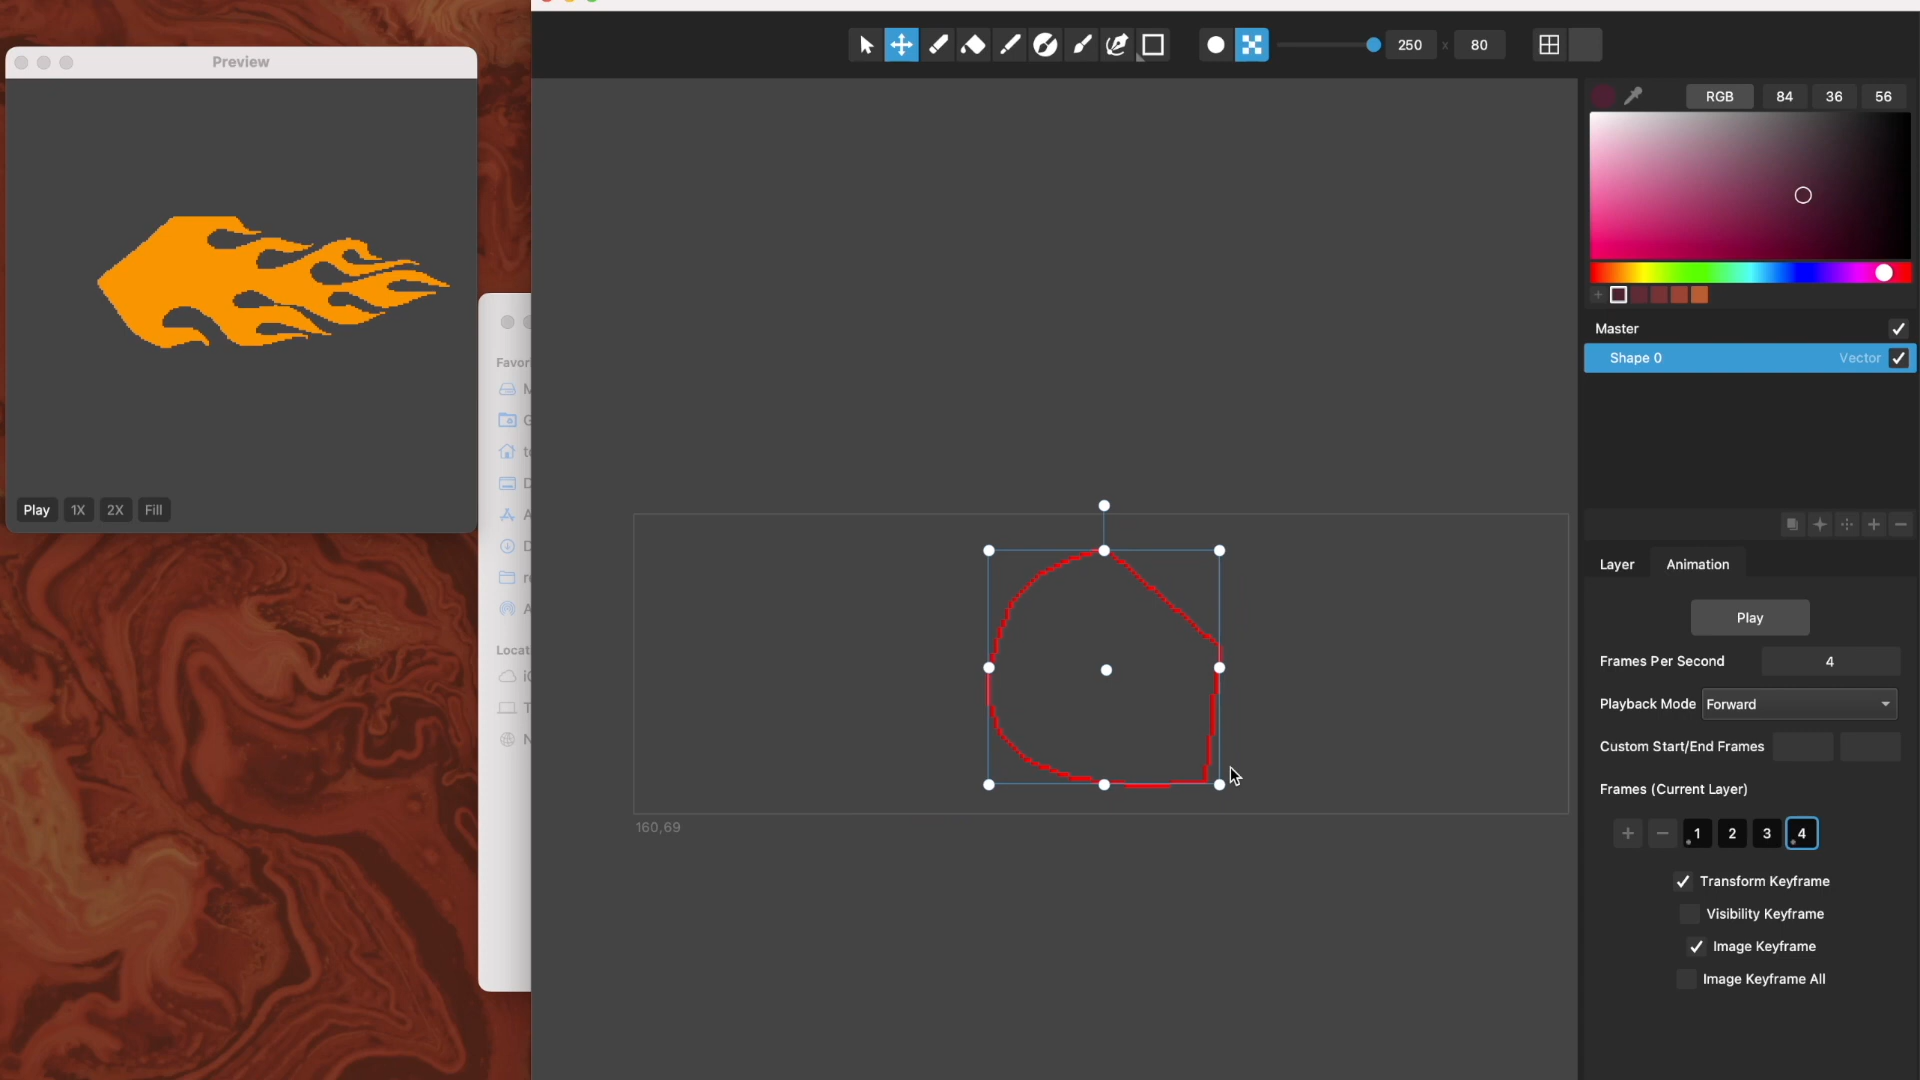 Preview
250 x 80
RGB 84 36 56
Master
Shape 0 Vector
Favor
Locat
Play 1X 2X Fill
160,69
Layer Animation
Play
Frames Per Second 4
Playback Mode Forward
Custom Start/End Frames
Frames (Current Layer)
+ − 1 2 3 4
Transform Keyframe
Visibility Keyframe
Image Keyframe
Image Keyframe All